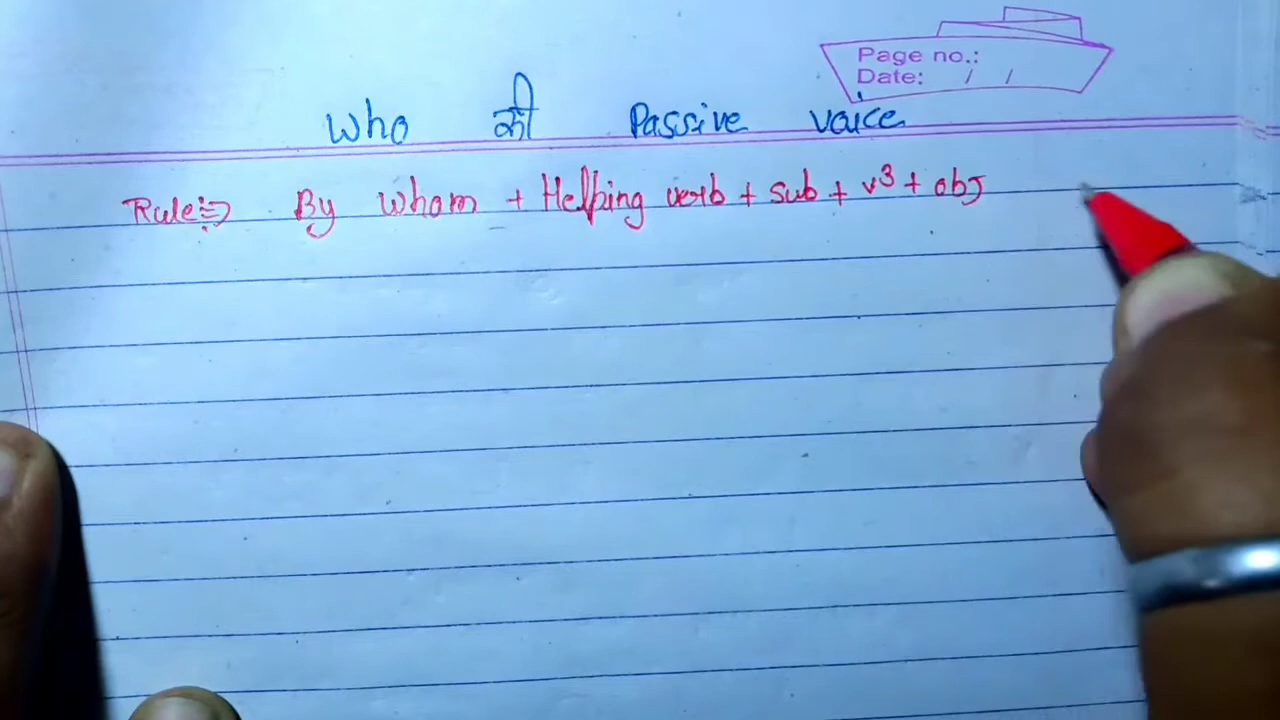 Page no.:
Date: / /
Who की Passive voice
Rule:⇒ By whom + Helping verb + sub + v³ + obj